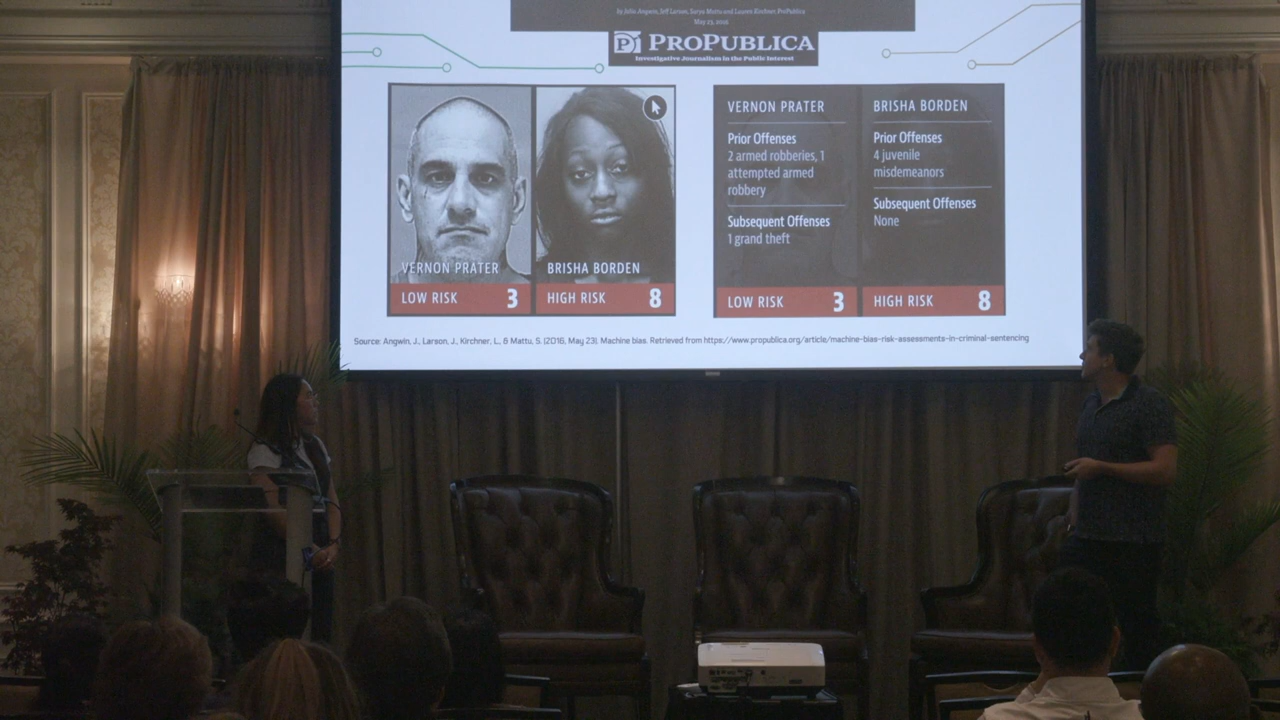 by Julia Angwin, Jeff Larson, Surya Mattu and Lauren Kirchner, ProPublica
May 23, 2016
PROPUBLICA
Investigative Journalism in the Public Interest
VERNON PRATER
LOW RISK 3
BRISHA BORDEN
HIGH RISK 8
VERNON PRATER
Prior Offenses
2 armed robberies, 1
attempted armed
robbery
Subsequent Offenses
1 grand theft
LOW RISK 3
BRISHA BORDEN
Prior Offenses
4 juvenile
misdemeanors
Subsequent Offenses
None
HIGH RISK 8
Source: Angwin, J., Larson, J., Kirchner, L., & Mattu, S. (2016, May 23). Machine bias. Retrieved from https://www.propublica.org/article/machine-bias-risk-assessments-in-criminal-sentencing